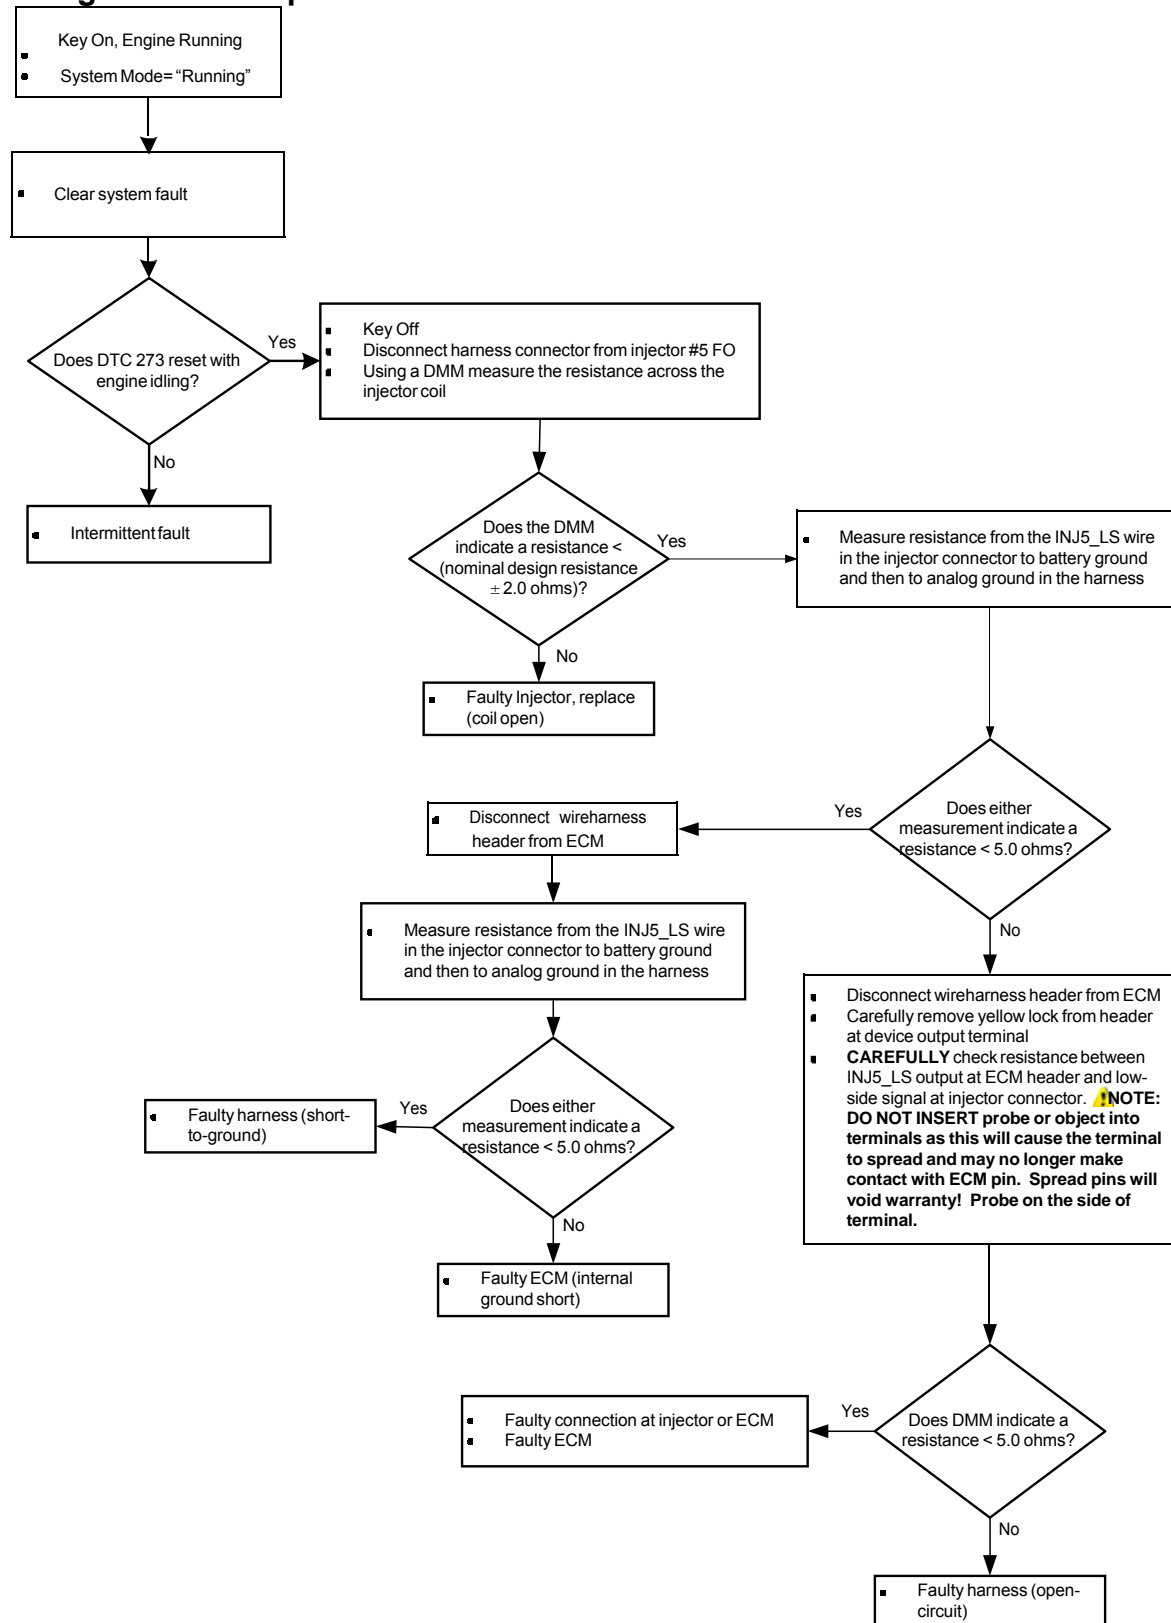 Key On, Engine Running
System Mode= “Running”
Clear system fault
Does DTC 273 reset with
engine idling?
Yes
No
Intermittent fault
Key Off
Disconnect harness connector from injector #5 FO
Using a DMM measure the resistance across the
injector coil
Does the DMM
indicate a resistance <
(nominal design resistance
± 2.0 ohms)?
Yes
No
Faulty Injector, replace
(coil open)
Measure resistance from the INJ5_LS wire
in the injector connector to battery ground
and then to analog ground in the harness
Does either
measurement indicate a
resistance < 5.0 ohms?
Yes
No
Disconnect wireharness
header from ECM
Measure resistance from the INJ5_LS wire
in the injector connector to battery ground
and then to analog ground in the harness
Does either
measurement indicate a
resistance < 5.0 ohms?
Yes
No
Faulty harness (short-
to-ground)
Faulty ECM (internal
ground short)
Disconnect wireharness header from ECM
Carefully remove yellow lock from header
at device output terminal
CAREFULLY check resistance between
INJ5_LS output at ECM header and low-
side signal at injector connector. NOTE:
DO NOT INSERT probe or object into
terminals as this will cause the terminal
to spread and may no longer make
contact with ECM pin. Spread pins will
void warranty! Probe on the side of
terminal.
Does DMM indicate a
resistance < 5.0 ohms?
Yes
No
Faulty connection at injector or ECM
Faulty ECM
Faulty harness (open-
circuit)